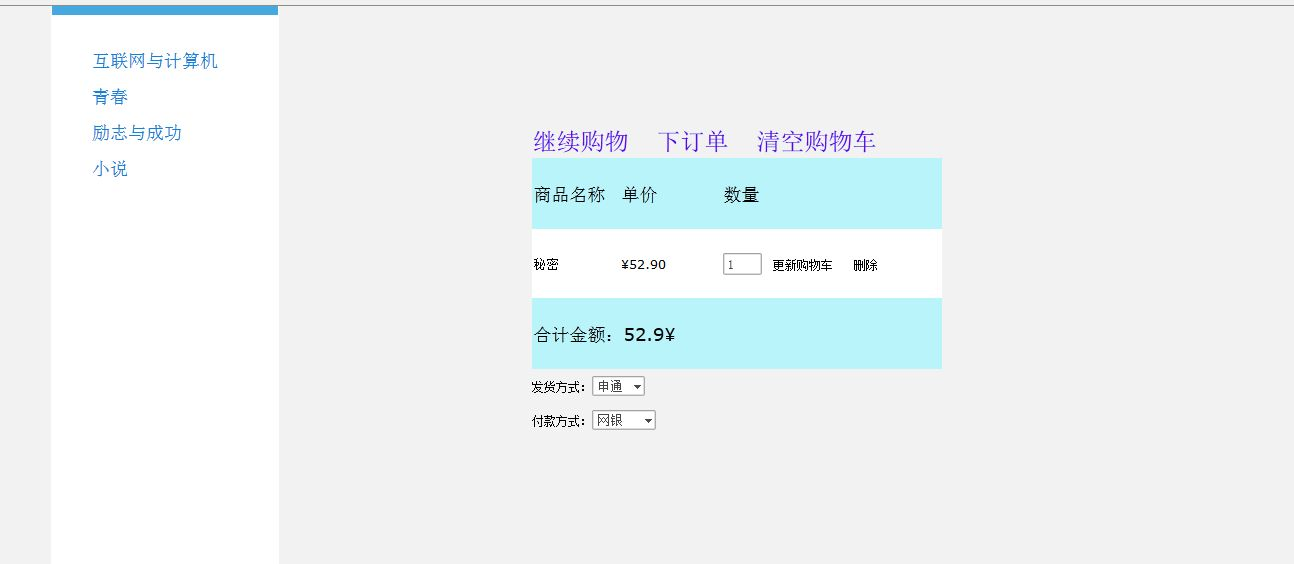 互联网与计算机
青春
励志与成功
小说
继续购物 下订单 清空购物车
商品名称 单价 数量
秘密 ¥52.90 1 更新购物车 删除
合计金额：52.9¥
发货方式：申通
付款方式：网银